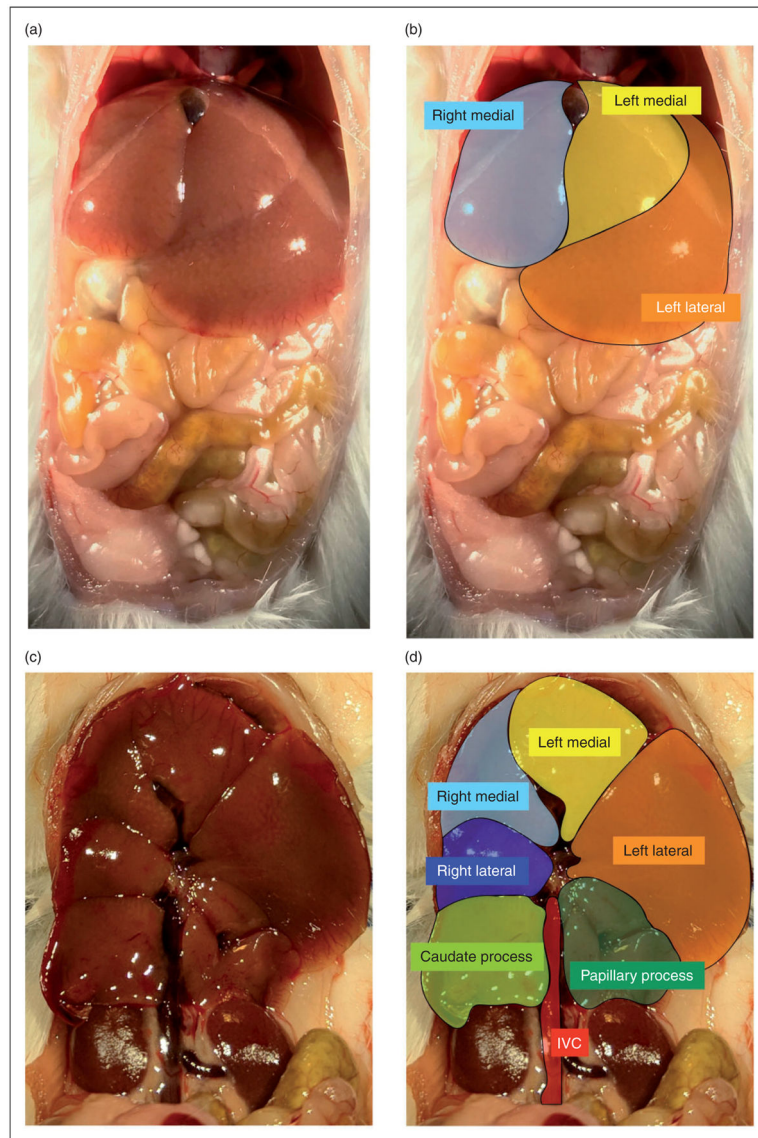 (a)
(b)
Right medial
Left medial
Left lateral
(c)
(d)
Left medial
Right medial
Left lateral
Right lateral
Caudate process
Papillary process
IVC